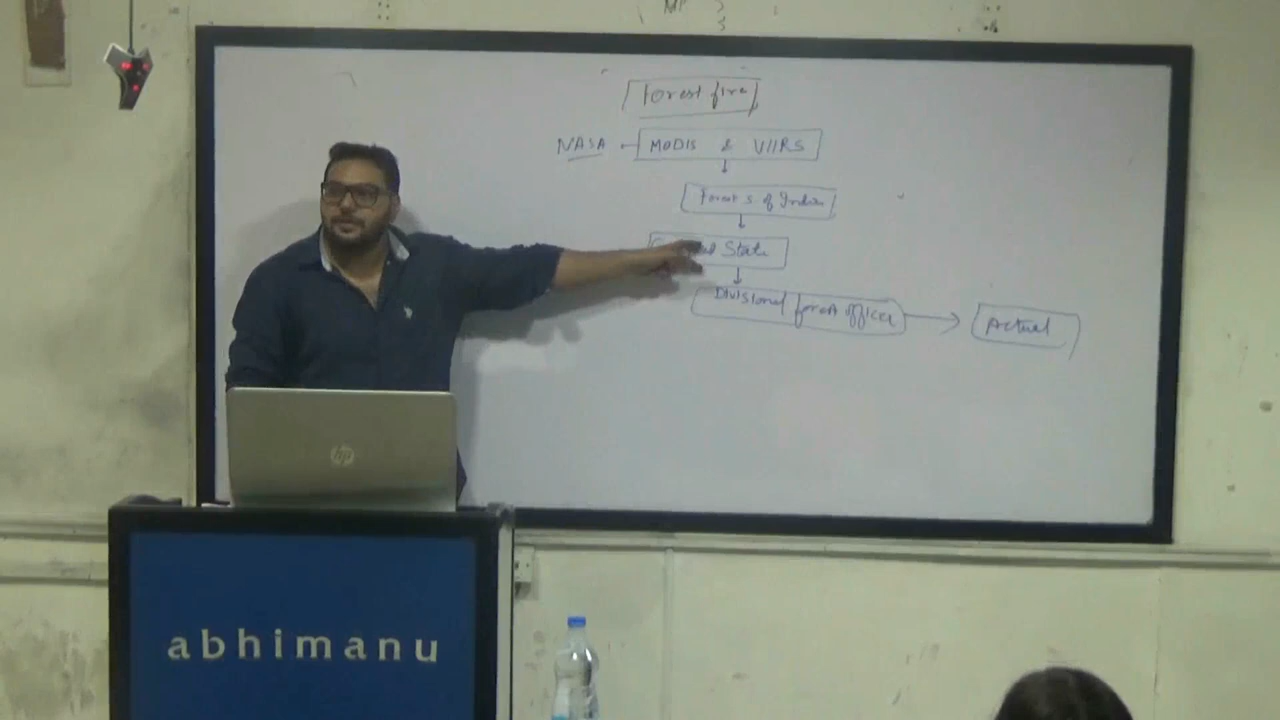 Forest fire
NASA MODIS & VIIRS
Forest S of India
State
Divisional forest officer
Actual
hp
abhimanu